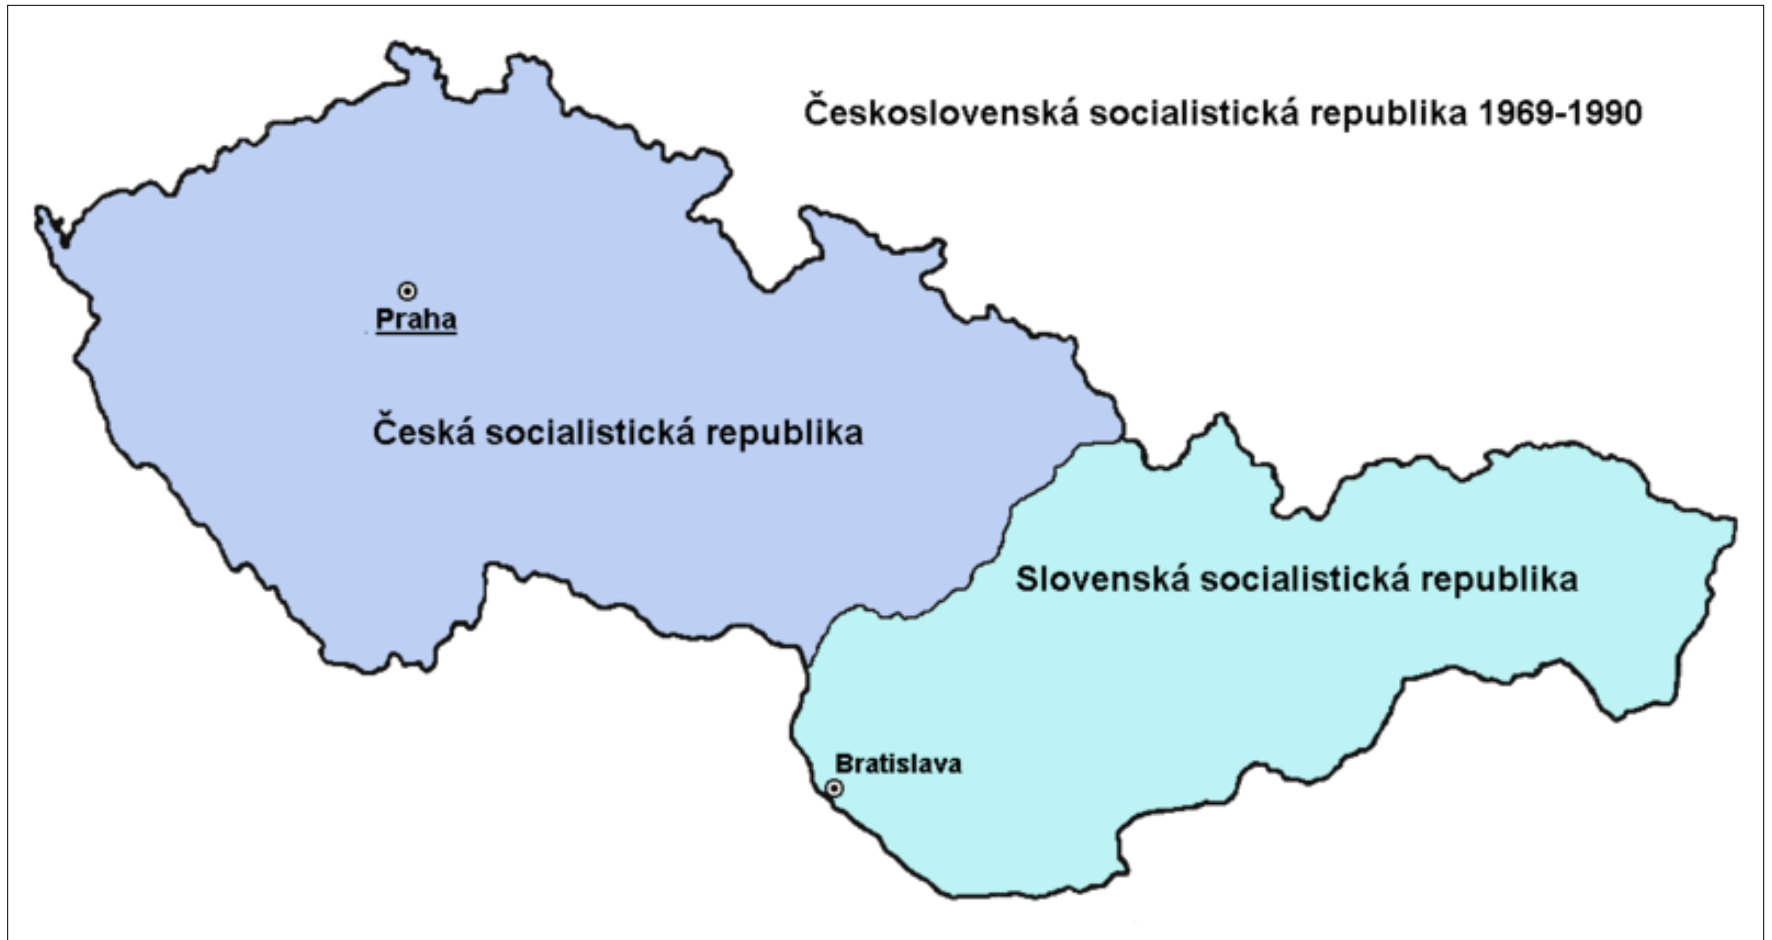 Československá socialistická republika 1969-1990
Praha
Česká socialistická republika
Slovenská socialistická republika
Bratislava